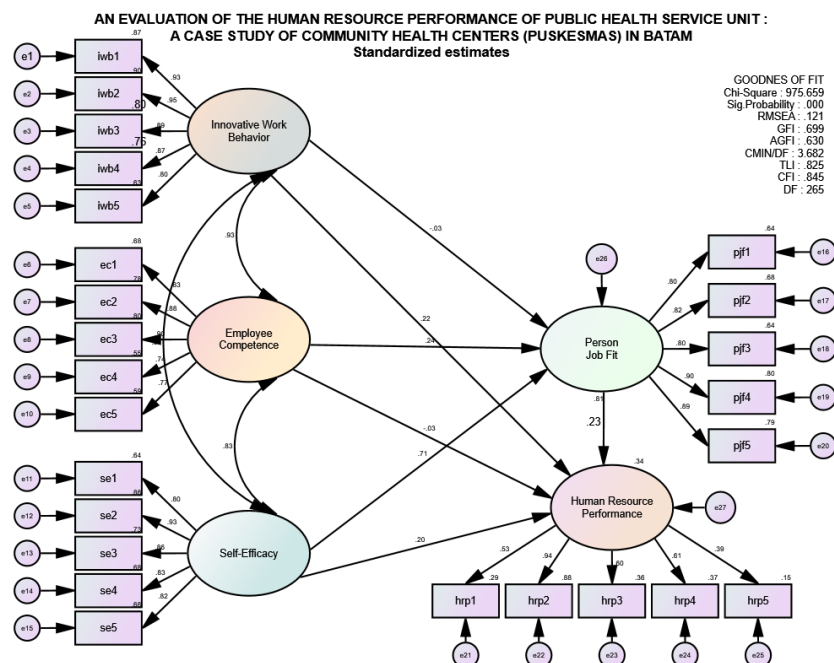 AN EVALUATION OF THE HUMAN RESOURCE PERFORMANCE OF PUBLIC HEALTH SERVICE UNIT :
A CASE STUDY OF COMMUNITY HEALTH CENTERS (PUSKESMAS) IN BATAM
Standardized estimates
GOODNES OF FIT
Chi-Square : 975.659
Sig.Probability : .000
RMSEA : .121
GFI : .699
AGFI : .630
CMIN/DF : 3.682
TLI : .825
CFI : .845
DF : 265
e1
.87
iwb1
.93
e2
.90
iwb2
.95
e3
.80
iwb3
.89
e4
.76
iwb4
.87
e5
.63
iwb5
.80
Innovative Work
Behavior
e6
.68
ec1
.83
e7
.78
ec2
.88
e8
.80
ec3
e9
.55
ec4
.74
e10
.59
ec5
.77
Employee
Competence
e11
.64
se1
.80
e12
.86
se2
.93
e13
.73
se3
.86
e14
.68
se4
.83
e15
se5
.82
Self-Efficacy
.93
.83
-.03
.22
.24
-.03
.71
.20
e26
Person
Job Fit
.81
.23
.80
.64
pjf1
e16
.82
.68
pjf2
e17
.80
.64
pjf3
e18
.90
.80
pjf4
e19
.89
.79
pjf5
e20
.34
Human Resource
Performance
e27
.53
.94
.60
.61
.39
.29
.88
.36
.37
.15
hrp1
hrp2
hrp3
hrp4
hrp5
e21
e22
e23
e24
e25